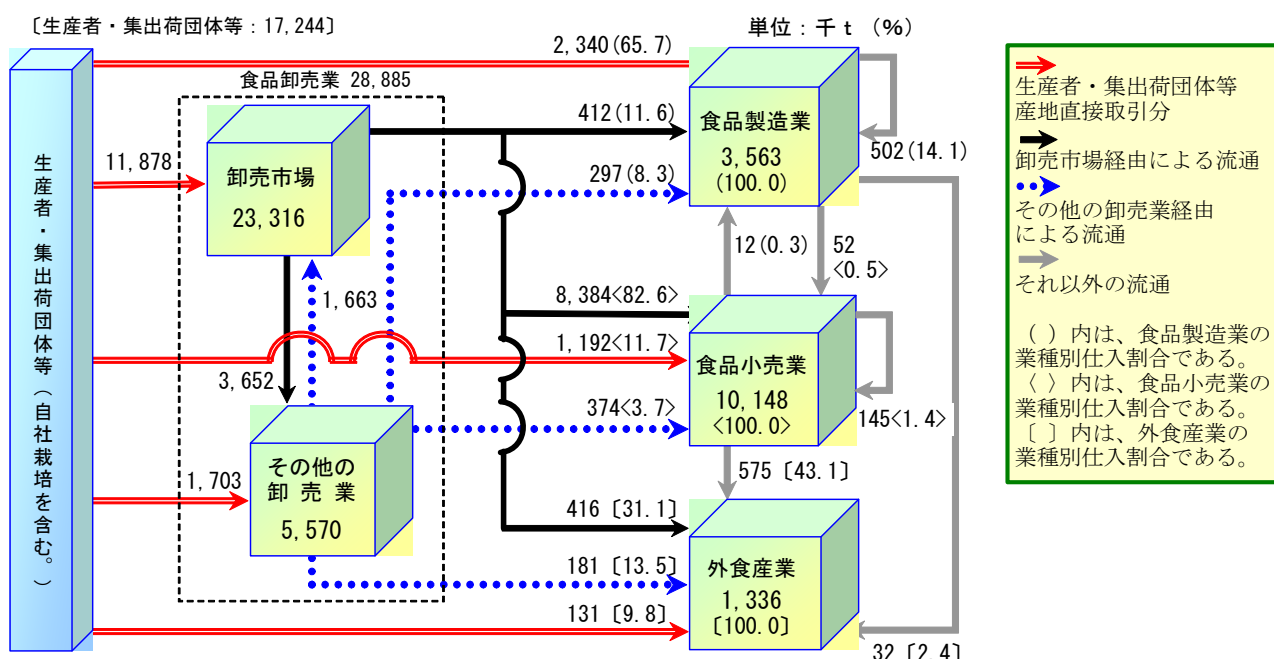 〔生産者・集出荷団体等：17,244〕
単位：千ｔ（％）
2,340(65.7)
食品卸売業 28,885
生産者・集出荷団体等（自社栽培を含む。）
11,878
卸売市場
23,316
412(11.6)
297(8.3)
食品製造業
3,563
(100.0)
502(14.1)
12(0.3)
52
<0.5>
1,663
8,384<82.6>
1,192<11.7>
3,652
374<3.7>
食品小売業
10,148
<100.0>
145<1.4>
1,703
その他の
卸売業
5,570
575〔43.1〕
416〔31.1〕
181〔13.5〕
131〔9.8〕
外食産業
1,336
〔100.0〕
32〔2.4〕
生産者・集出荷団体等
産地直接取引分
卸売市場経由による流通
その他の卸売業経由
による流通
それ以外の流通
（ ）内は、食品製造業の
業種別仕入割合である。
〈 〉内は、食品小売業の
業種別仕入割合である。
〔 〕内は、外食産業の
業種別仕入割合である。